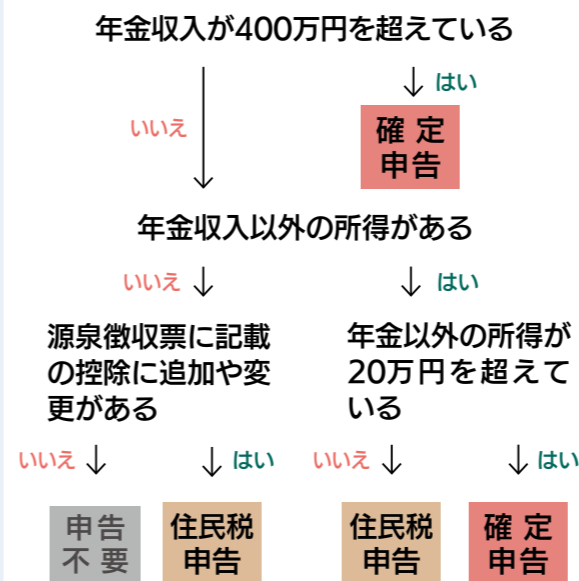 年金収入が400万円を超えている
はい
いいえ
確定
申告
年金収入以外の所得がある
いいえ
はい
源泉徴収票に記載
の控除に追加や変
更がある
年金以外の所得が
20万円を超えて
いる
いいえ
はい
いいえ
はい
申告
不要
住民税
申告
住民税
申告
確定
申告